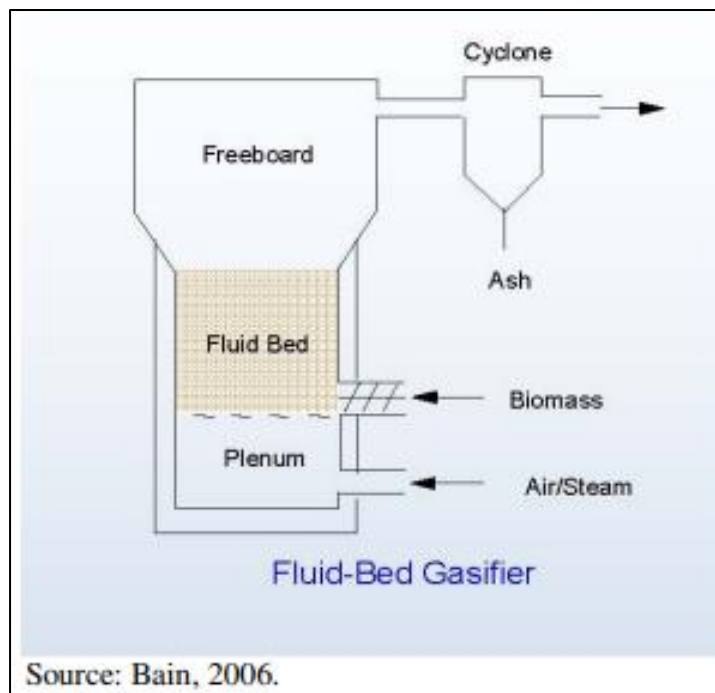 Cyclone
Freeboard
Ash
Fluid Bed
Biomass
Plenum
Air/Steam
Fluid-Bed Gasifier
Source: Bain, 2006.